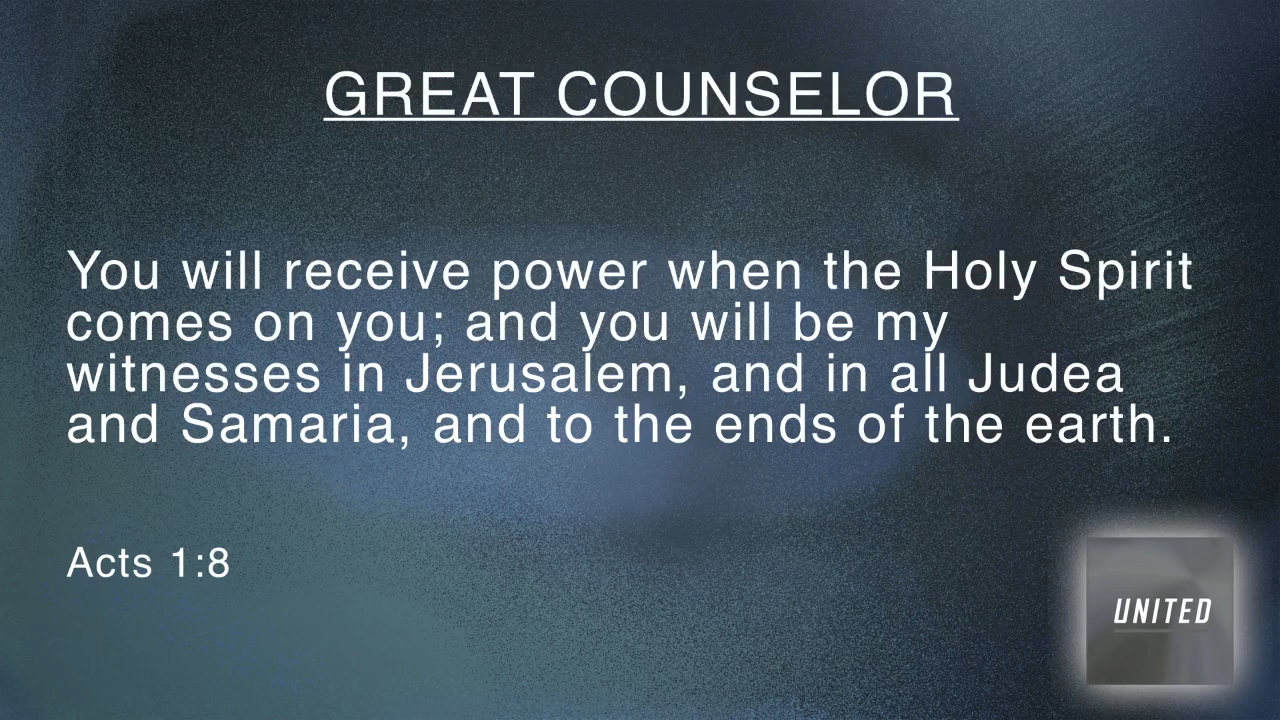 GREAT COUNSELOR
You will receive power when the Holy Spirit
comes on you; and you will be my
witnesses in Jerusalem, and in all Judea
and Samaria, and to the ends of the earth.
Acts 1:8
UNITED